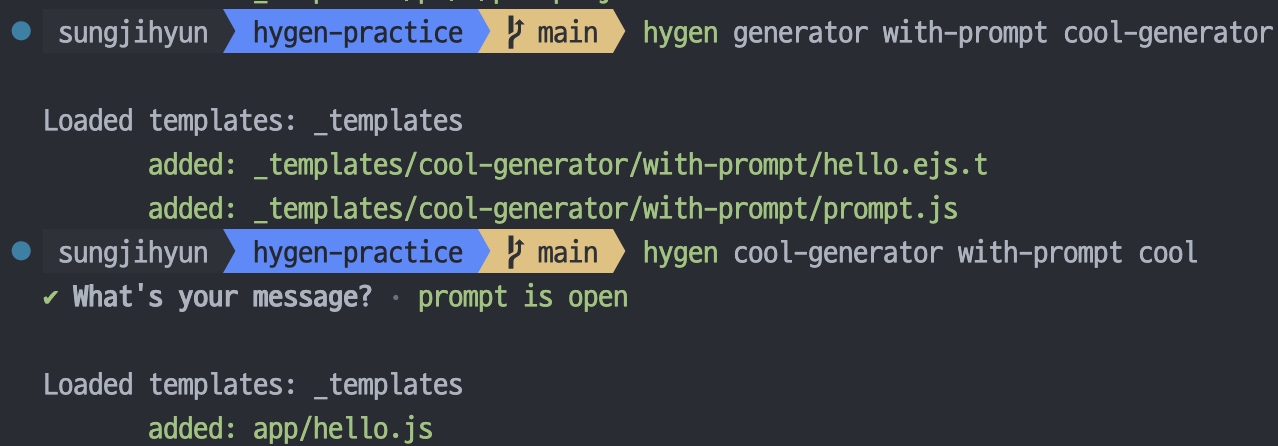 sungjihyun hygen-practice main hygen generator with-prompt cool-generator
Loaded templates: _templates
added: _templates/cool-generator/with-prompt/hello.ejs.t
added: _templates/cool-generator/with-prompt/prompt.js
sungjihyun hygen-practice main hygen cool-generator with-prompt cool
✔ What's your message? · prompt is open
Loaded templates: _templates
added: app/hello.js